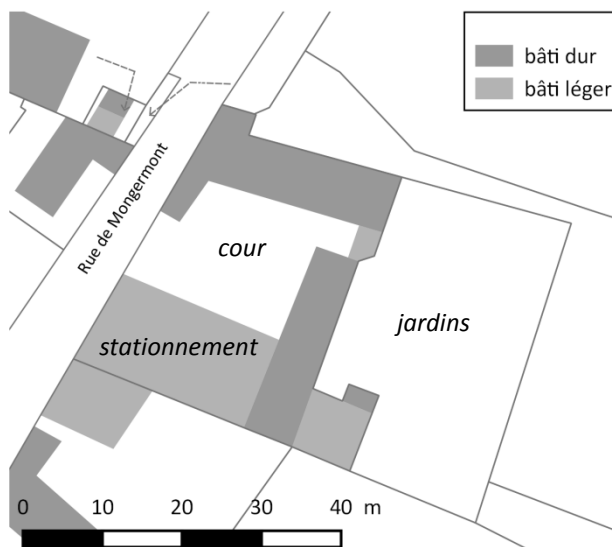 bâti dur
bâti léger
Rue de Mongermont
cour
jardins
stationnement
0 10 20 30 40 m